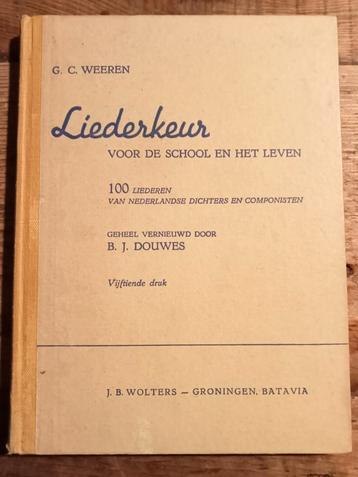 G. C. WEEREN
Liederkeur
VOOR DE SCHOOL EN HET LEVEN
100 LIEDEREN
VAN NEDERLANDSE DICHTERS EN COMPONISTEN
GEHEEL VERNIEUWD DOOR
B. J. DOUWES
Vijftiende druk
J. B. WOLTERS — GRONINGEN, BATAVIA